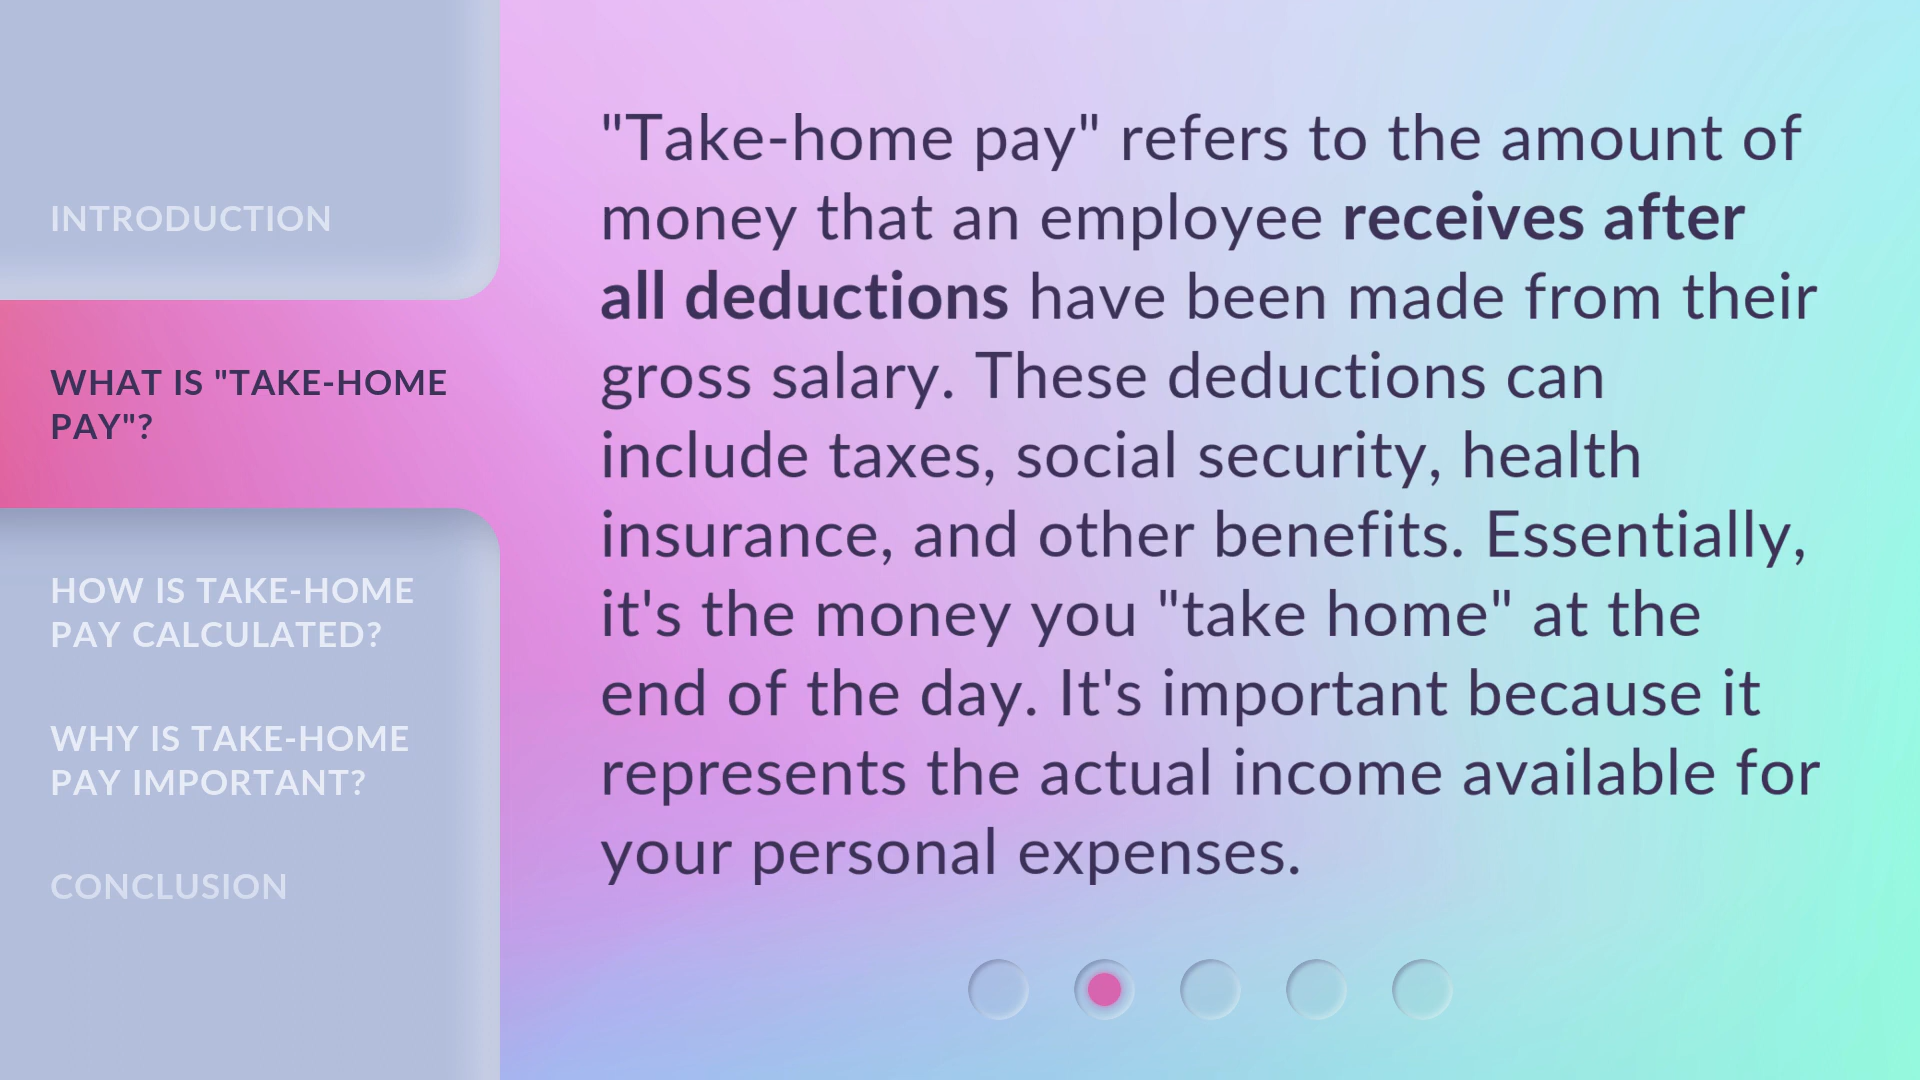 INTRODUCTION
WHAT IS "TAKE-HOME
PAY"?
HOW IS TAKE-HOME
PAY CALCULATED?
WHY IS TAKE-HOME
PAY IMPORTANT?
CONCLUSION
"Take-home pay" refers to the amount of
money that an employee receives after
all deductions have been made from their
gross salary. These deductions can
include taxes, social security, health
insurance, and other benefits. Essentially,
it's the money you "take home" at the
end of the day. It's important because it
represents the actual income available for
your personal expenses.